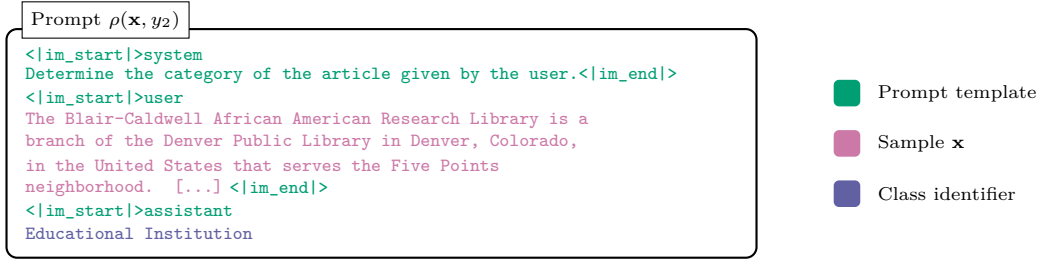 Prompt ρ(x, y₂)
<|im_start|>system
Determine the category of the article given by the user.<|im_end|>
<|im_start|>user
The Blair-Caldwell African American Research Library is a
branch of the Denver Public Library in Denver, Colorado,
in the United States that serves the Five Points
neighborhood. [...] <|im_end|>
<|im_start|>assistant
Educational Institution
Prompt template
Sample x
Class identifier